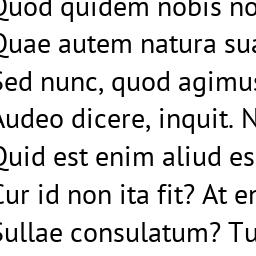 Quod quidem nobis no
Quae autem natura sua
Sed nunc, quod agimus
Audeo dicere, inquit. N
Quid est enim aliud es
Cur id non ita fit? At en
Sullae consulatum? Tu